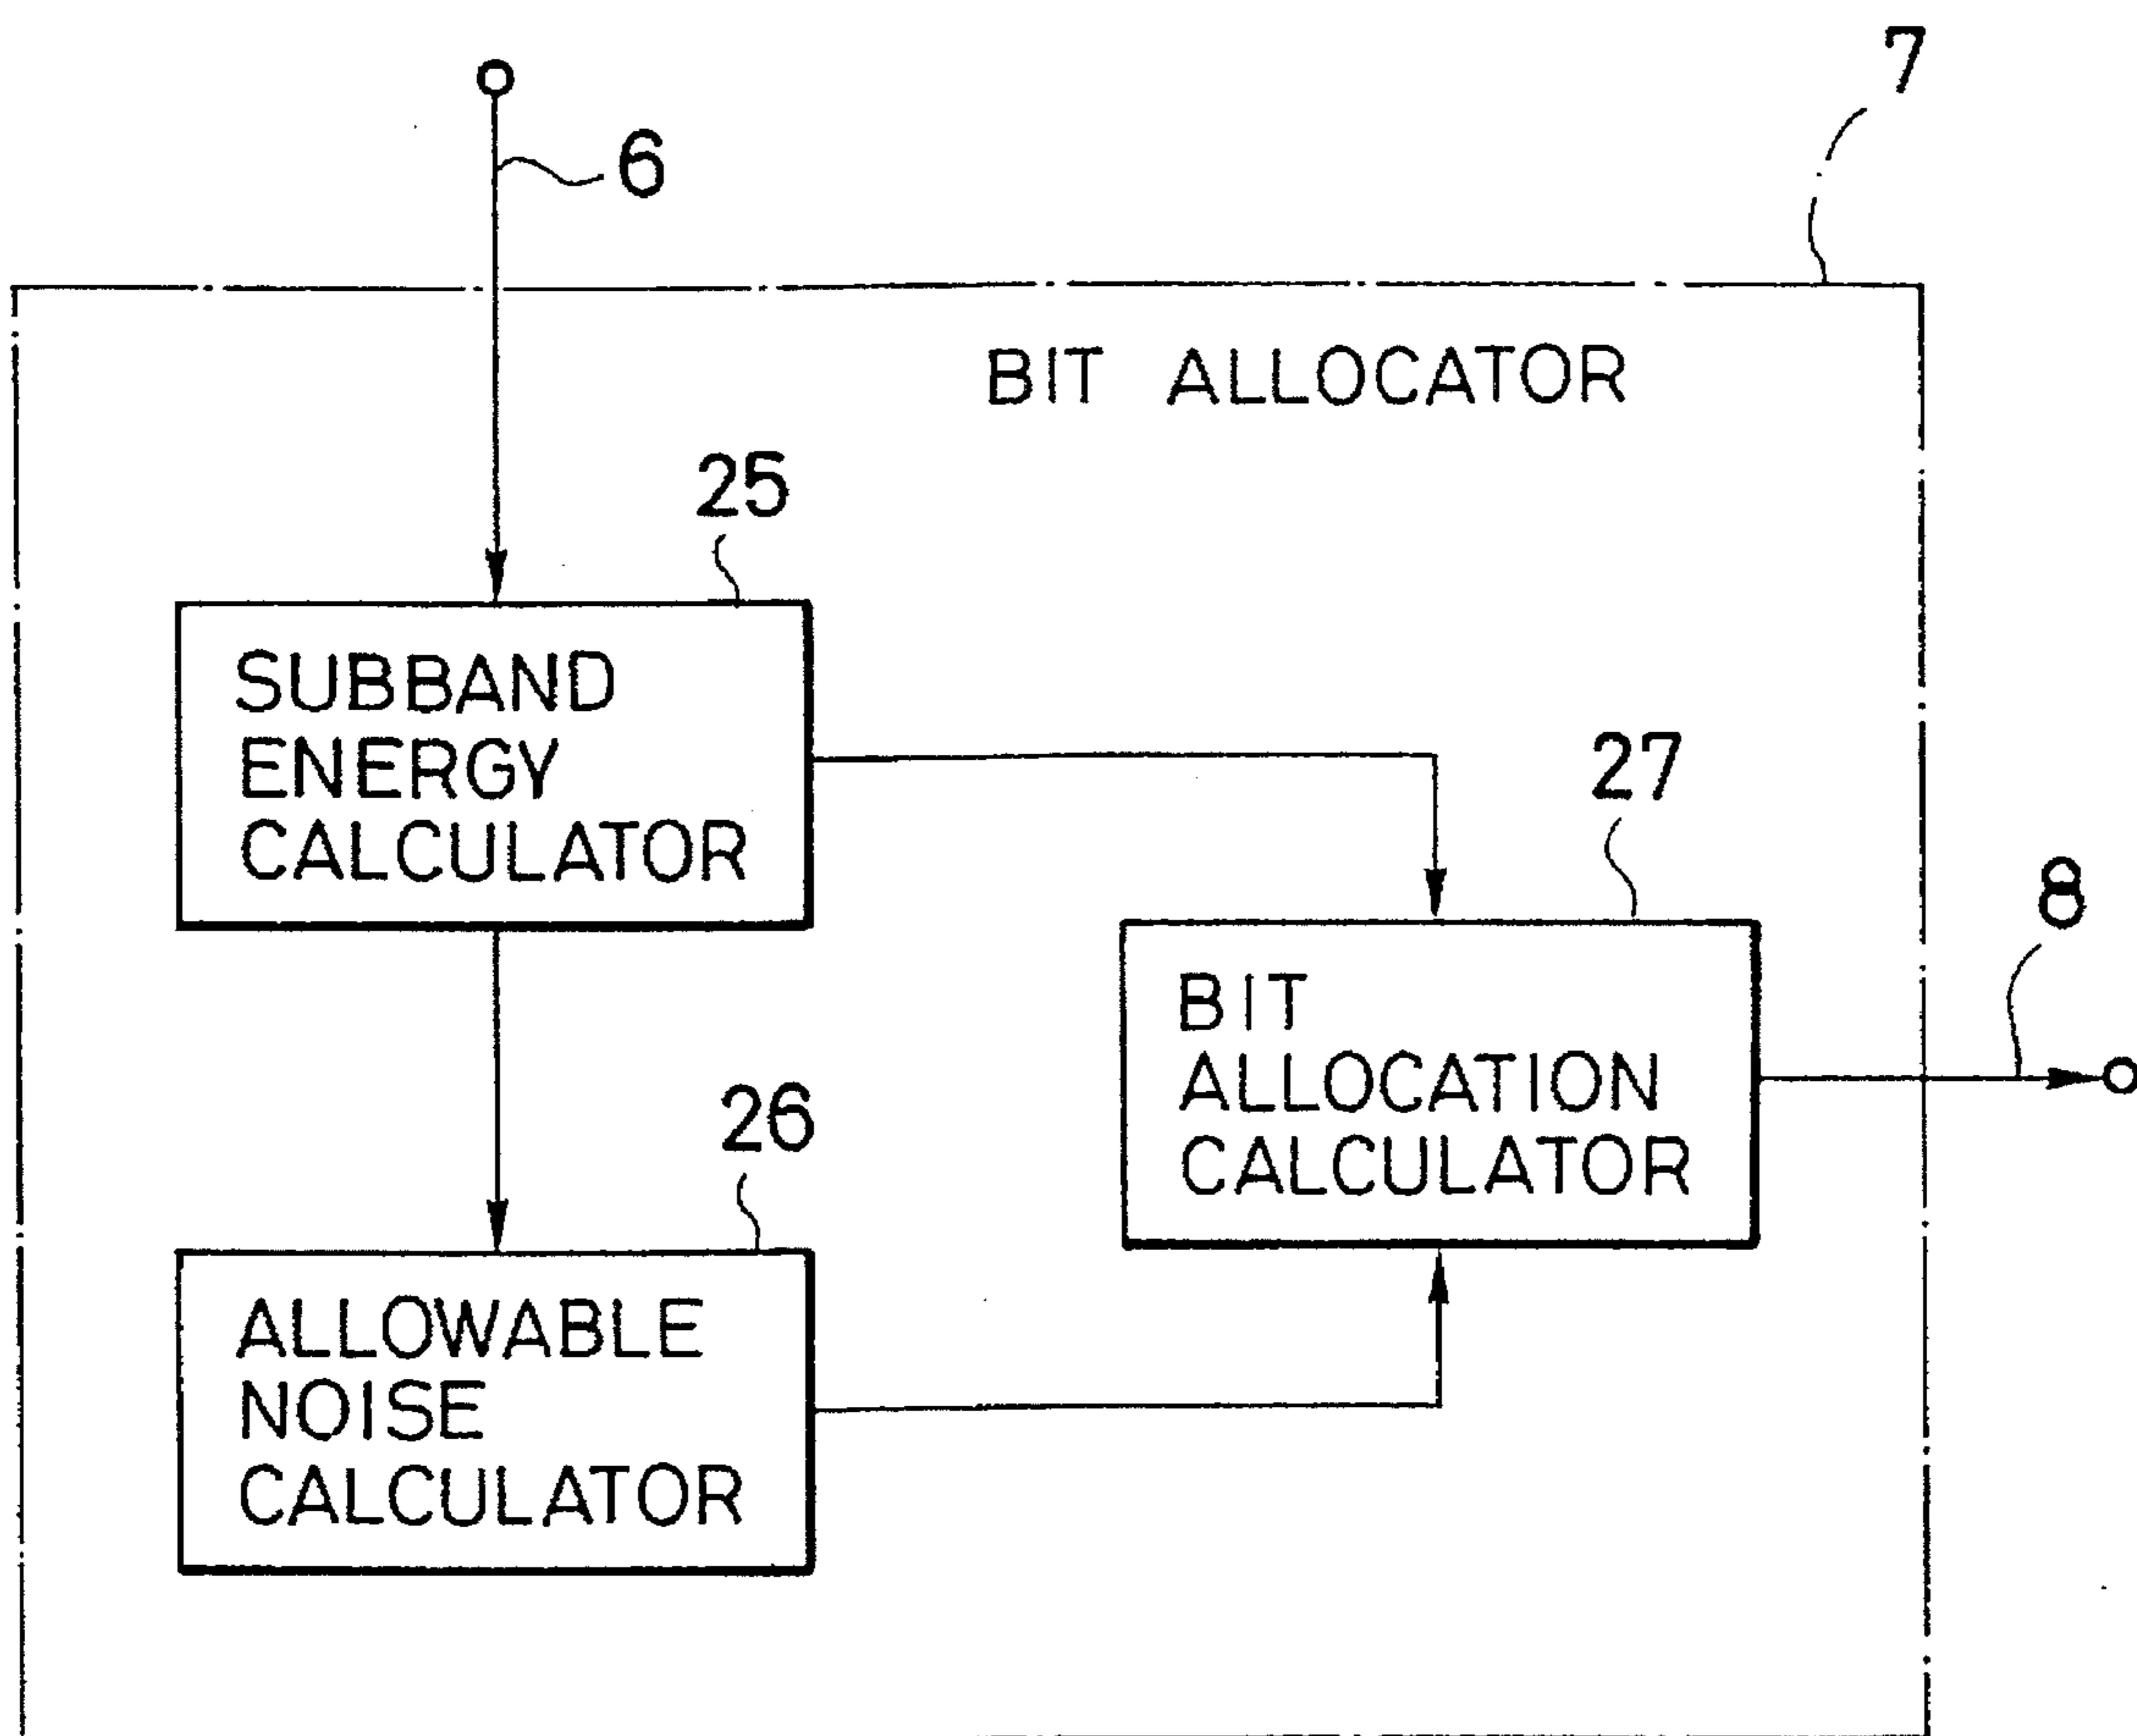 7
6
BIT ALLOCATOR
25
SUBBAND
ENERGY
CALCULATOR
27
8
BIT
ALLOCATION
CALCULATOR
26
ALLOWABLE
NOISE
CALCULATOR